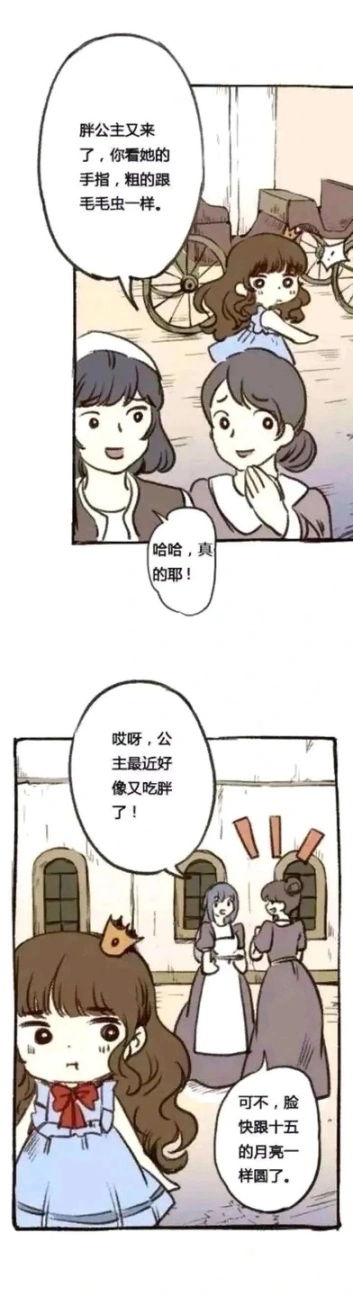 胖公主又来
了，你看她的
手指，粗的跟
毛毛虫一样。
哈哈，真
的耶！
哎呀，公
主最近好
像又吃胖
了！
可不，脸
快跟十五
的月亮一
样圆了。